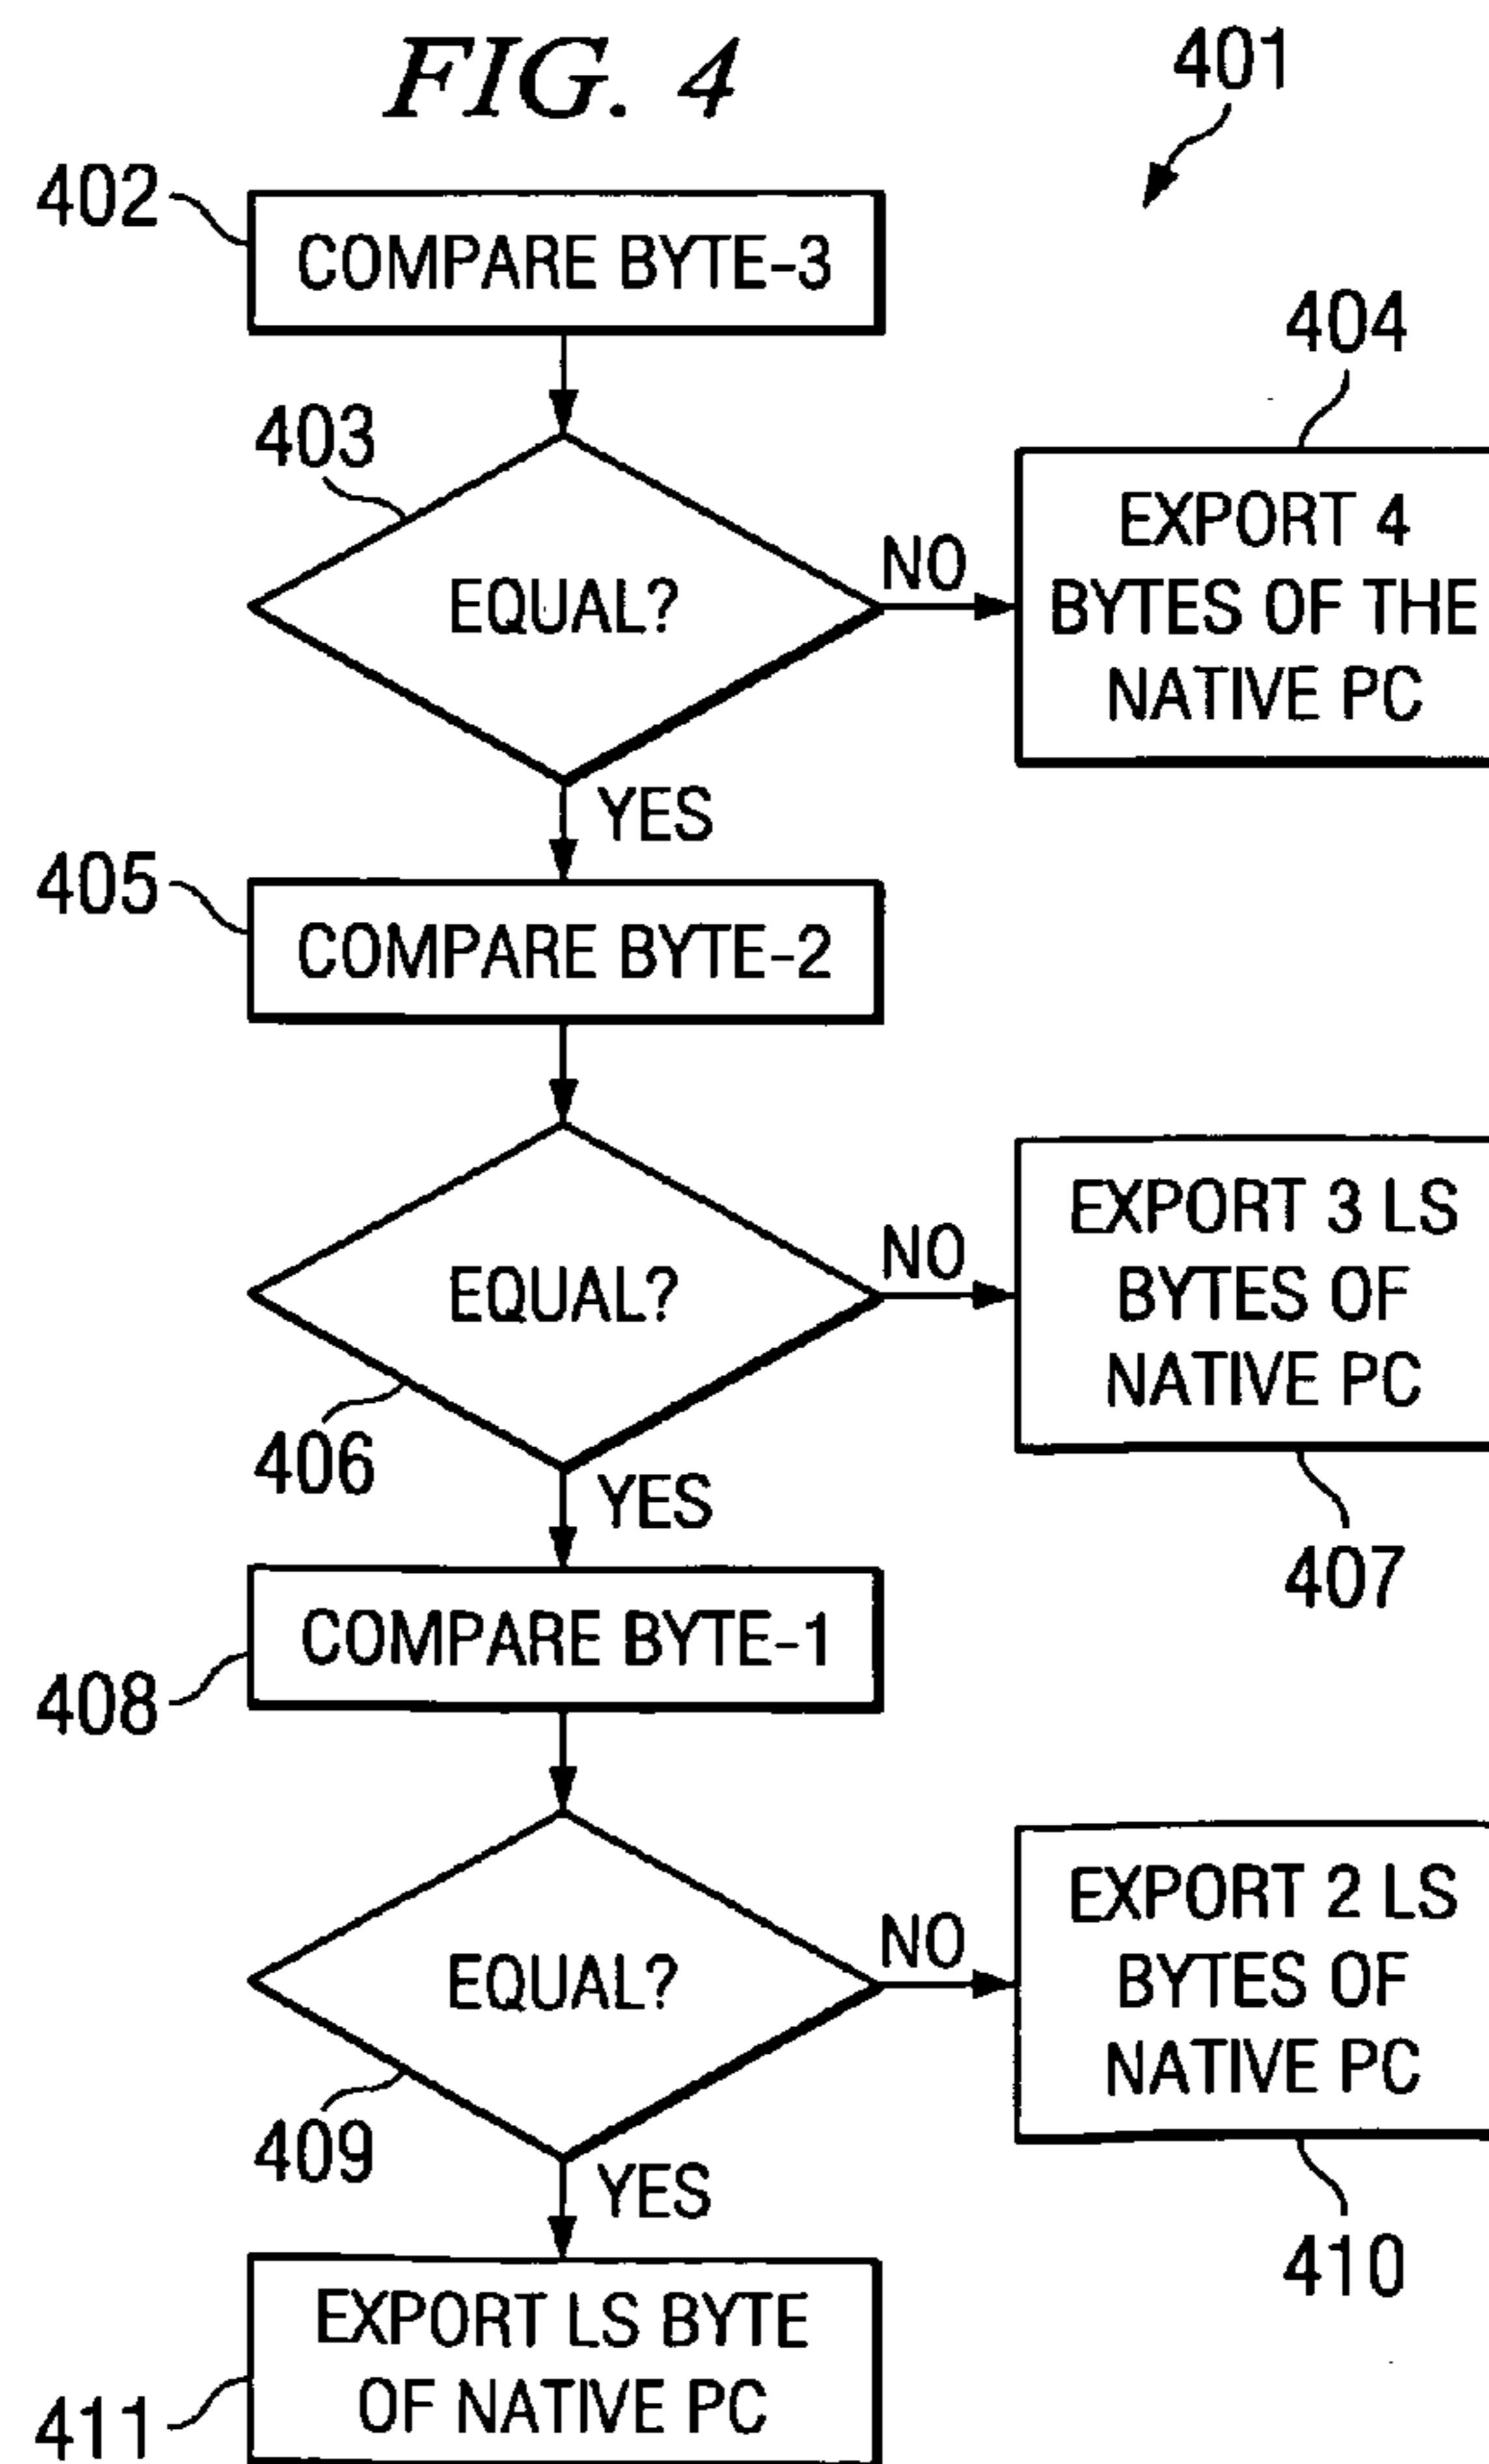 FIG. 4
401
402
COMPARE BYTE-3
404
403
EQUAL?
NO
EXPORT 4
BYTES OF THE
NATIVE PC
YES
405
COMPARE BYTE-2
EQUAL?
NO
EXPORT 3 LS
BYTES OF
NATIVE PC
406
YES
407
COMPARE BYTE-1
408
EQUAL?
NO
EXPORT 2 LS
BYTES OF
NATIVE PC
409
YES
410
EXPORT LS BYTE
OF NATIVE PC
411